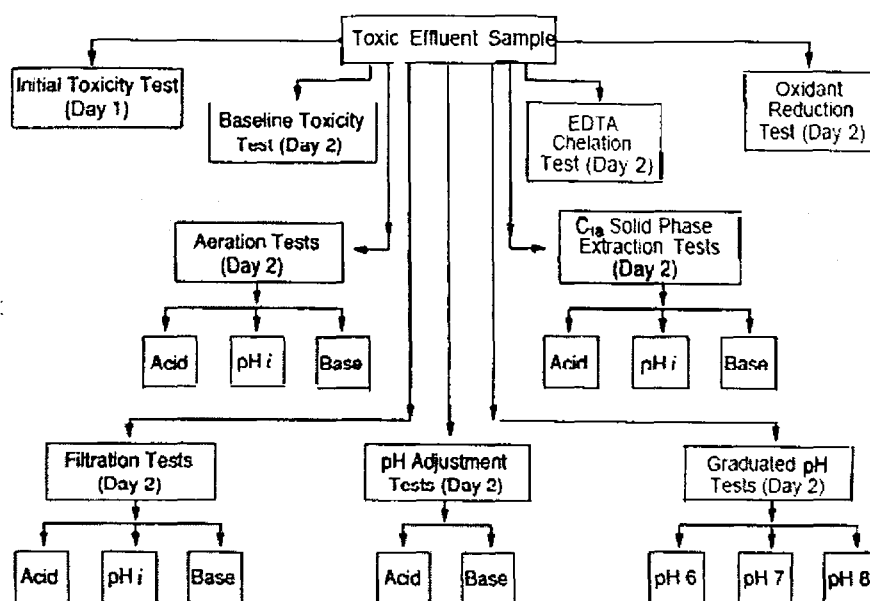 Toxic Effluent Sample
Initial Toxicity Test
(Day 1)
Baseline Toxicity
Test (Day 2)
EDTA
Chelation
Test (Day 2)
Oxidant
Reduction
Test (Day 2)
Aeration Tests
(Day 2)
C₁₈ Solid Phase
Extraction Tests
(Day 2)
Acid
pH i
Base
Acid
pH i
Base
Filtration Tests
(Day 2)
pH Adjustment
Tests (Day 2)
Graduated pH
Tests (Day 2)
Acid
pH i
Base
Acid
Base
pH 6
pH 7
pH 8